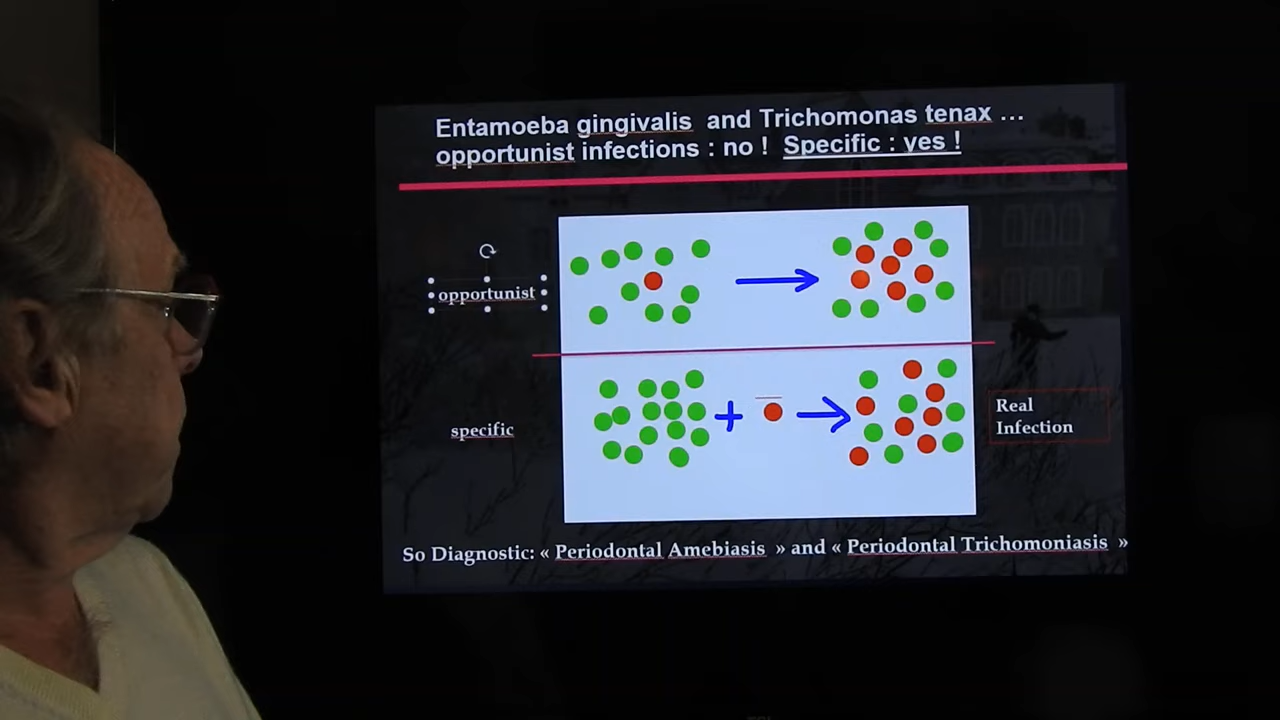 Entamoeba gingivalis and Trichomonas tenax ...
opportunist infections : no ! Specific : yes !
opportunist
specific
Real
Infection
So Diagnostic: « Periodontal Amebiasis » and « Periodontal Trichomoniasis »